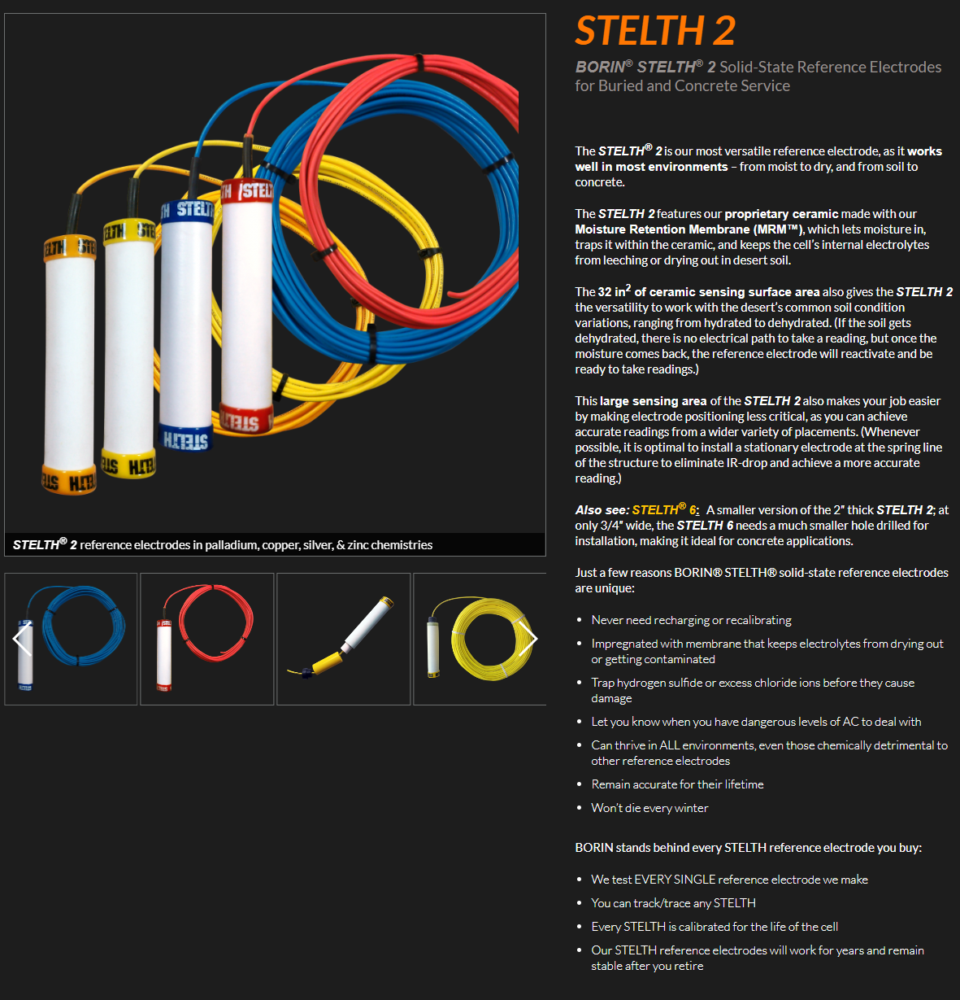 STELTH 2
BORIN® STELTH® 2 Solid-State Reference Electrodes
for Buried and Concrete Service
The STELTH® 2 is our most versatile reference electrode, as it works
well in most environments – from moist to dry, and from soil to
concrete.
The STELTH 2 features our proprietary ceramic made with our
Moisture Retention Membrane (MRM™), which lets moisture in,
traps it within the ceramic, and keeps the cell's internal electrolytes
from leeching or drying out in desert soil.
The 32 in² of ceramic sensing surface area also gives the STELTH 2
the versatility to work with the desert's common soil condition
variations, ranging from hydrated to dehydrated. (If the soil gets
dehydrated, there is no electrical path to take a reading, but once the
moisture comes back, the reference electrode will reactivate and be
ready to take readings.)
This large sensing area of the STELTH 2 also makes your job easier
by making electrode positioning less critical, as you can achieve
accurate readings from a wider variety of placements. (Whenever
possible, it is optimal to install a stationary electrode at the spring line
of the structure to eliminate IR-drop and achieve a more accurate
reading.)
Also see: STELTH® 6: A smaller version of the 2" thick STELTH 2; at
only 3/4" wide, the STELTH 6 needs a much smaller hole drilled for
installation, making it ideal for concrete applications.
Just a few reasons BORIN® STELTH® solid-state reference electrodes
are unique:
• Never need recharging or recalibrating
• Impregnated with membrane that keeps electrolytes from drying out
or getting contaminated
• Trap hydrogen sulfide or excess chloride ions before they cause
damage
• Let you know when you have dangerous levels of AC to deal with
• Can thrive in ALL environments, even those chemically detrimental to
other reference electrodes
• Remain accurate for their lifetime
• Won't die every winter
BORIN stands behind every STELTH reference electrode you buy:
• We test EVERY SINGLE reference electrode we make
• You can track/trace any STELTH
• Every STELTH is calibrated for the life of the cell
• Our STELTH reference electrodes will work for years and remain
stable after you retire
TH STELT
TH /STEL
LTH STE
ELTH STE
STELTH
STELTH
STELTH® 2 reference electrodes in palladium, copper, silver, & zinc chemistries